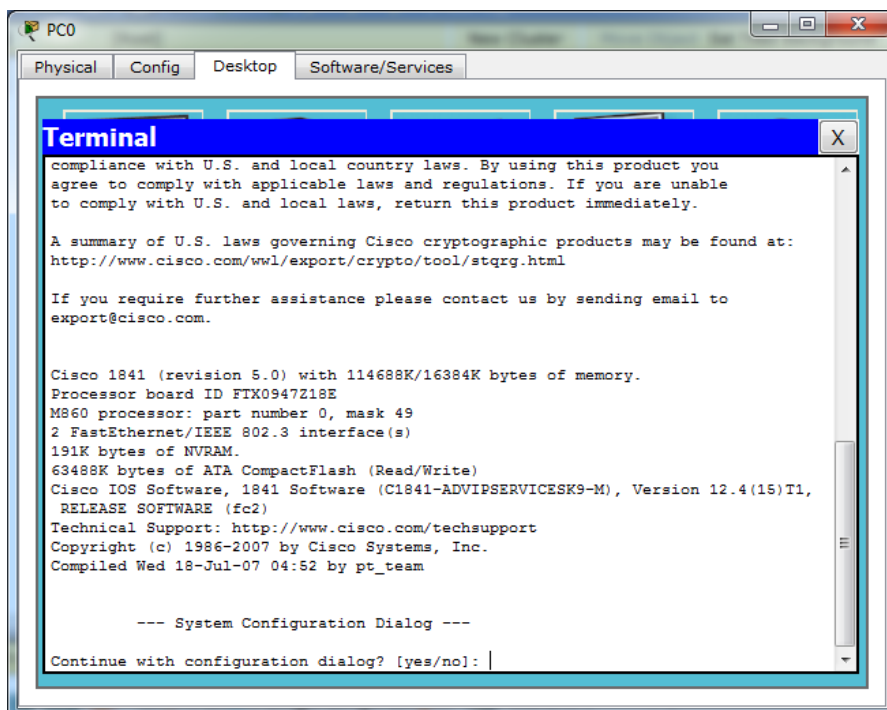 PC0
Physical
Config
Desktop
Software/Services
Terminal
X
compliance with U.S. and local country laws. By using this product you
agree to comply with applicable laws and regulations. If you are unable
to comply with U.S. and local laws, return this product immediately.
A summary of U.S. laws governing Cisco cryptographic products may be found at:
http://www.cisco.com/wwl/export/crypto/tool/stqrg.html
If you require further assistance please contact us by sending email to
export@cisco.com.
Cisco 1841 (revision 5.0) with 114688K/16384K bytes of memory.
Processor board ID FTX0947Z18E
M860 processor: part number 0, mask 49
2 FastEthernet/IEEE 802.3 interface(s)
191K bytes of NVRAM.
63488K bytes of ATA CompactFlash (Read/Write)
Cisco IOS Software, 1841 Software (C1841-ADVIPSERVICESK9-M), Version 12.4(15)T1,
RELEASE SOFTWARE (fc2)
Technical Support: http://www.cisco.com/techsupport
Copyright (c) 1986-2007 by Cisco Systems, Inc.
Compiled Wed 18-Jul-07 04:52 by pt_team
--- System Configuration Dialog ---
Continue with configuration dialog? [yes/no]: